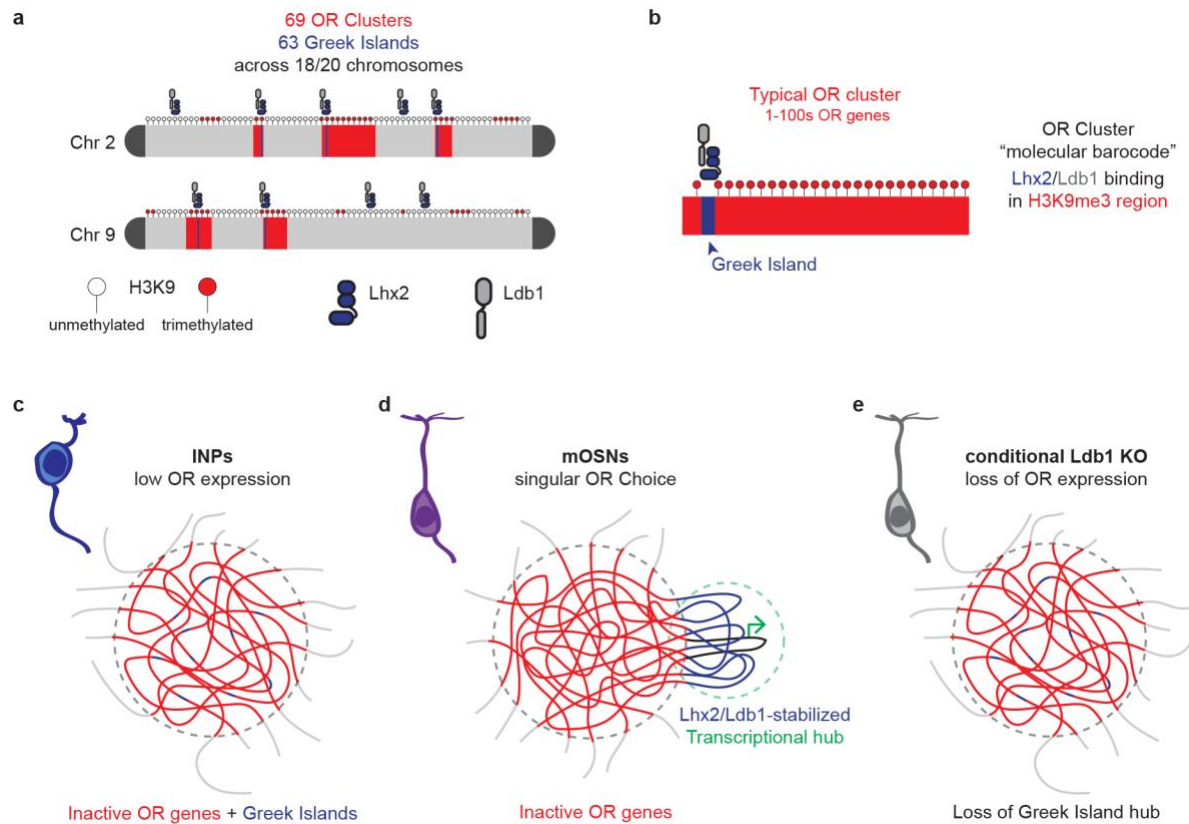 a
69 OR Clusters
63 Greek Islands
across 18/20 chromosomes
Chr 2
Chr 9
H3K9
unmethylated
trimethylated
Lhx2
Ldb1
b
Typical OR cluster
1-100s OR genes
Greek Island
OR Cluster
“molecular barocode”
Lhx2/Ldb1 binding
in H3K9me3 region
c
INPs
low OR expression
Inactive OR genes + Greek Islands
d
mOSNs
singular OR Choice
Lhx2/Ldb1-stabilized
Transcriptional hub
Inactive OR genes
e
conditional Ldb1 KO
loss of OR expression
Loss of Greek Island hub